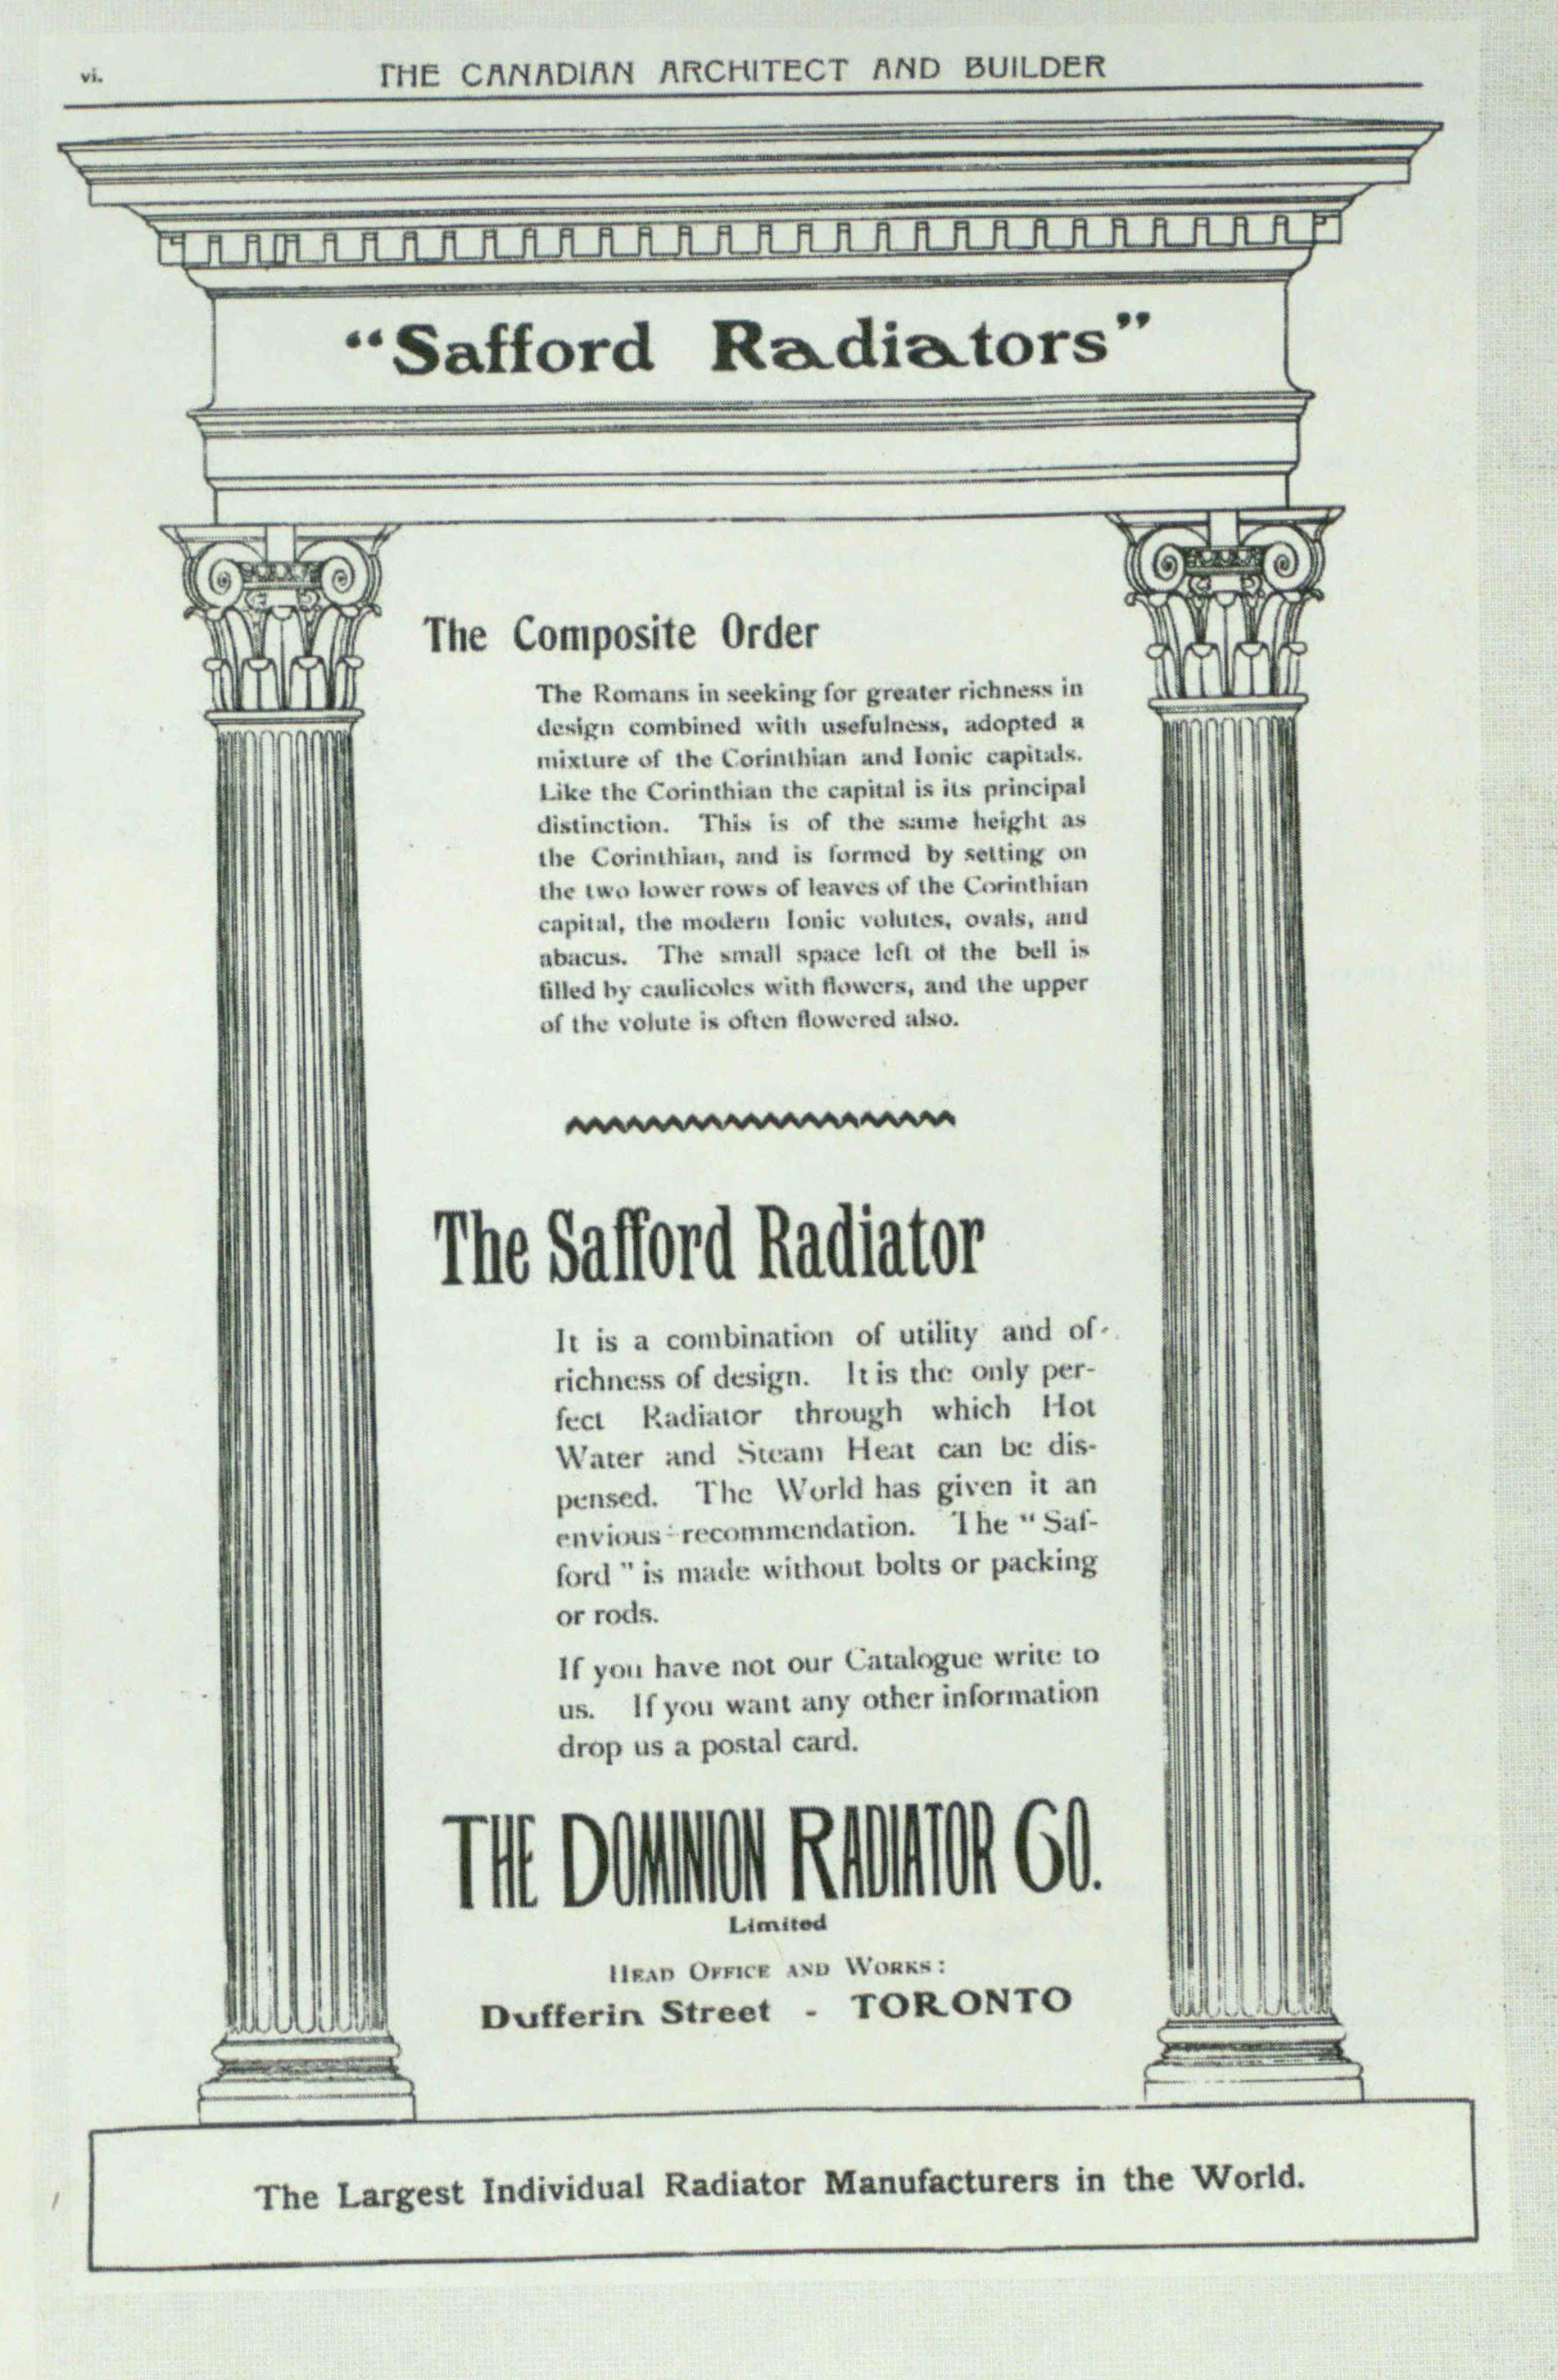 vi.
THE CANADIAN ARCHITECT AND BUILDER
"Safford Radiators"
The Composite Order
The Romans in seeking for greater richness in
design combined with usefulness, adopted a
mixture of the Corinthian and Ionic capitals.
Like the Corinthian the capital is its principal
distinction. This is of the same height as
the Corinthian, and is formed by setting on
the two lower rows of leaves of the Corinthian
capital, the modern Ionic volutes, ovals, and
abacus. The small space left of the bell is
filled by caulicoles with flowers, and the upper
of the volute is often flowered also.
The Safford Radiator
It is a combination of utility and of
richness of design. It is the only per-
fect Radiator through which Hot
Water and Steam Heat can be dis-
pensed. The World has given it an
envious recommendation. The "Saf-
ford" is made without bolts or packing
or rods.
If you have not our Catalogue write to
us. If you want any other information
drop us a postal card.
THE DOMINION RADIATOR CO.
Limited
HEAD OFFICE AND WORKS:
Dufferin Street - TORONTO
The Largest Individual Radiator Manufacturers in the World.